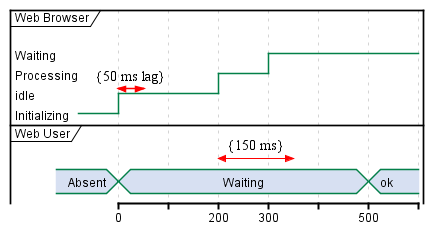 Web Browser
Waiting
Processing
{50 ms lag}
idle
Initializing
Web User
{150 ms}
Absent
Waiting
ok
0
200
300
500